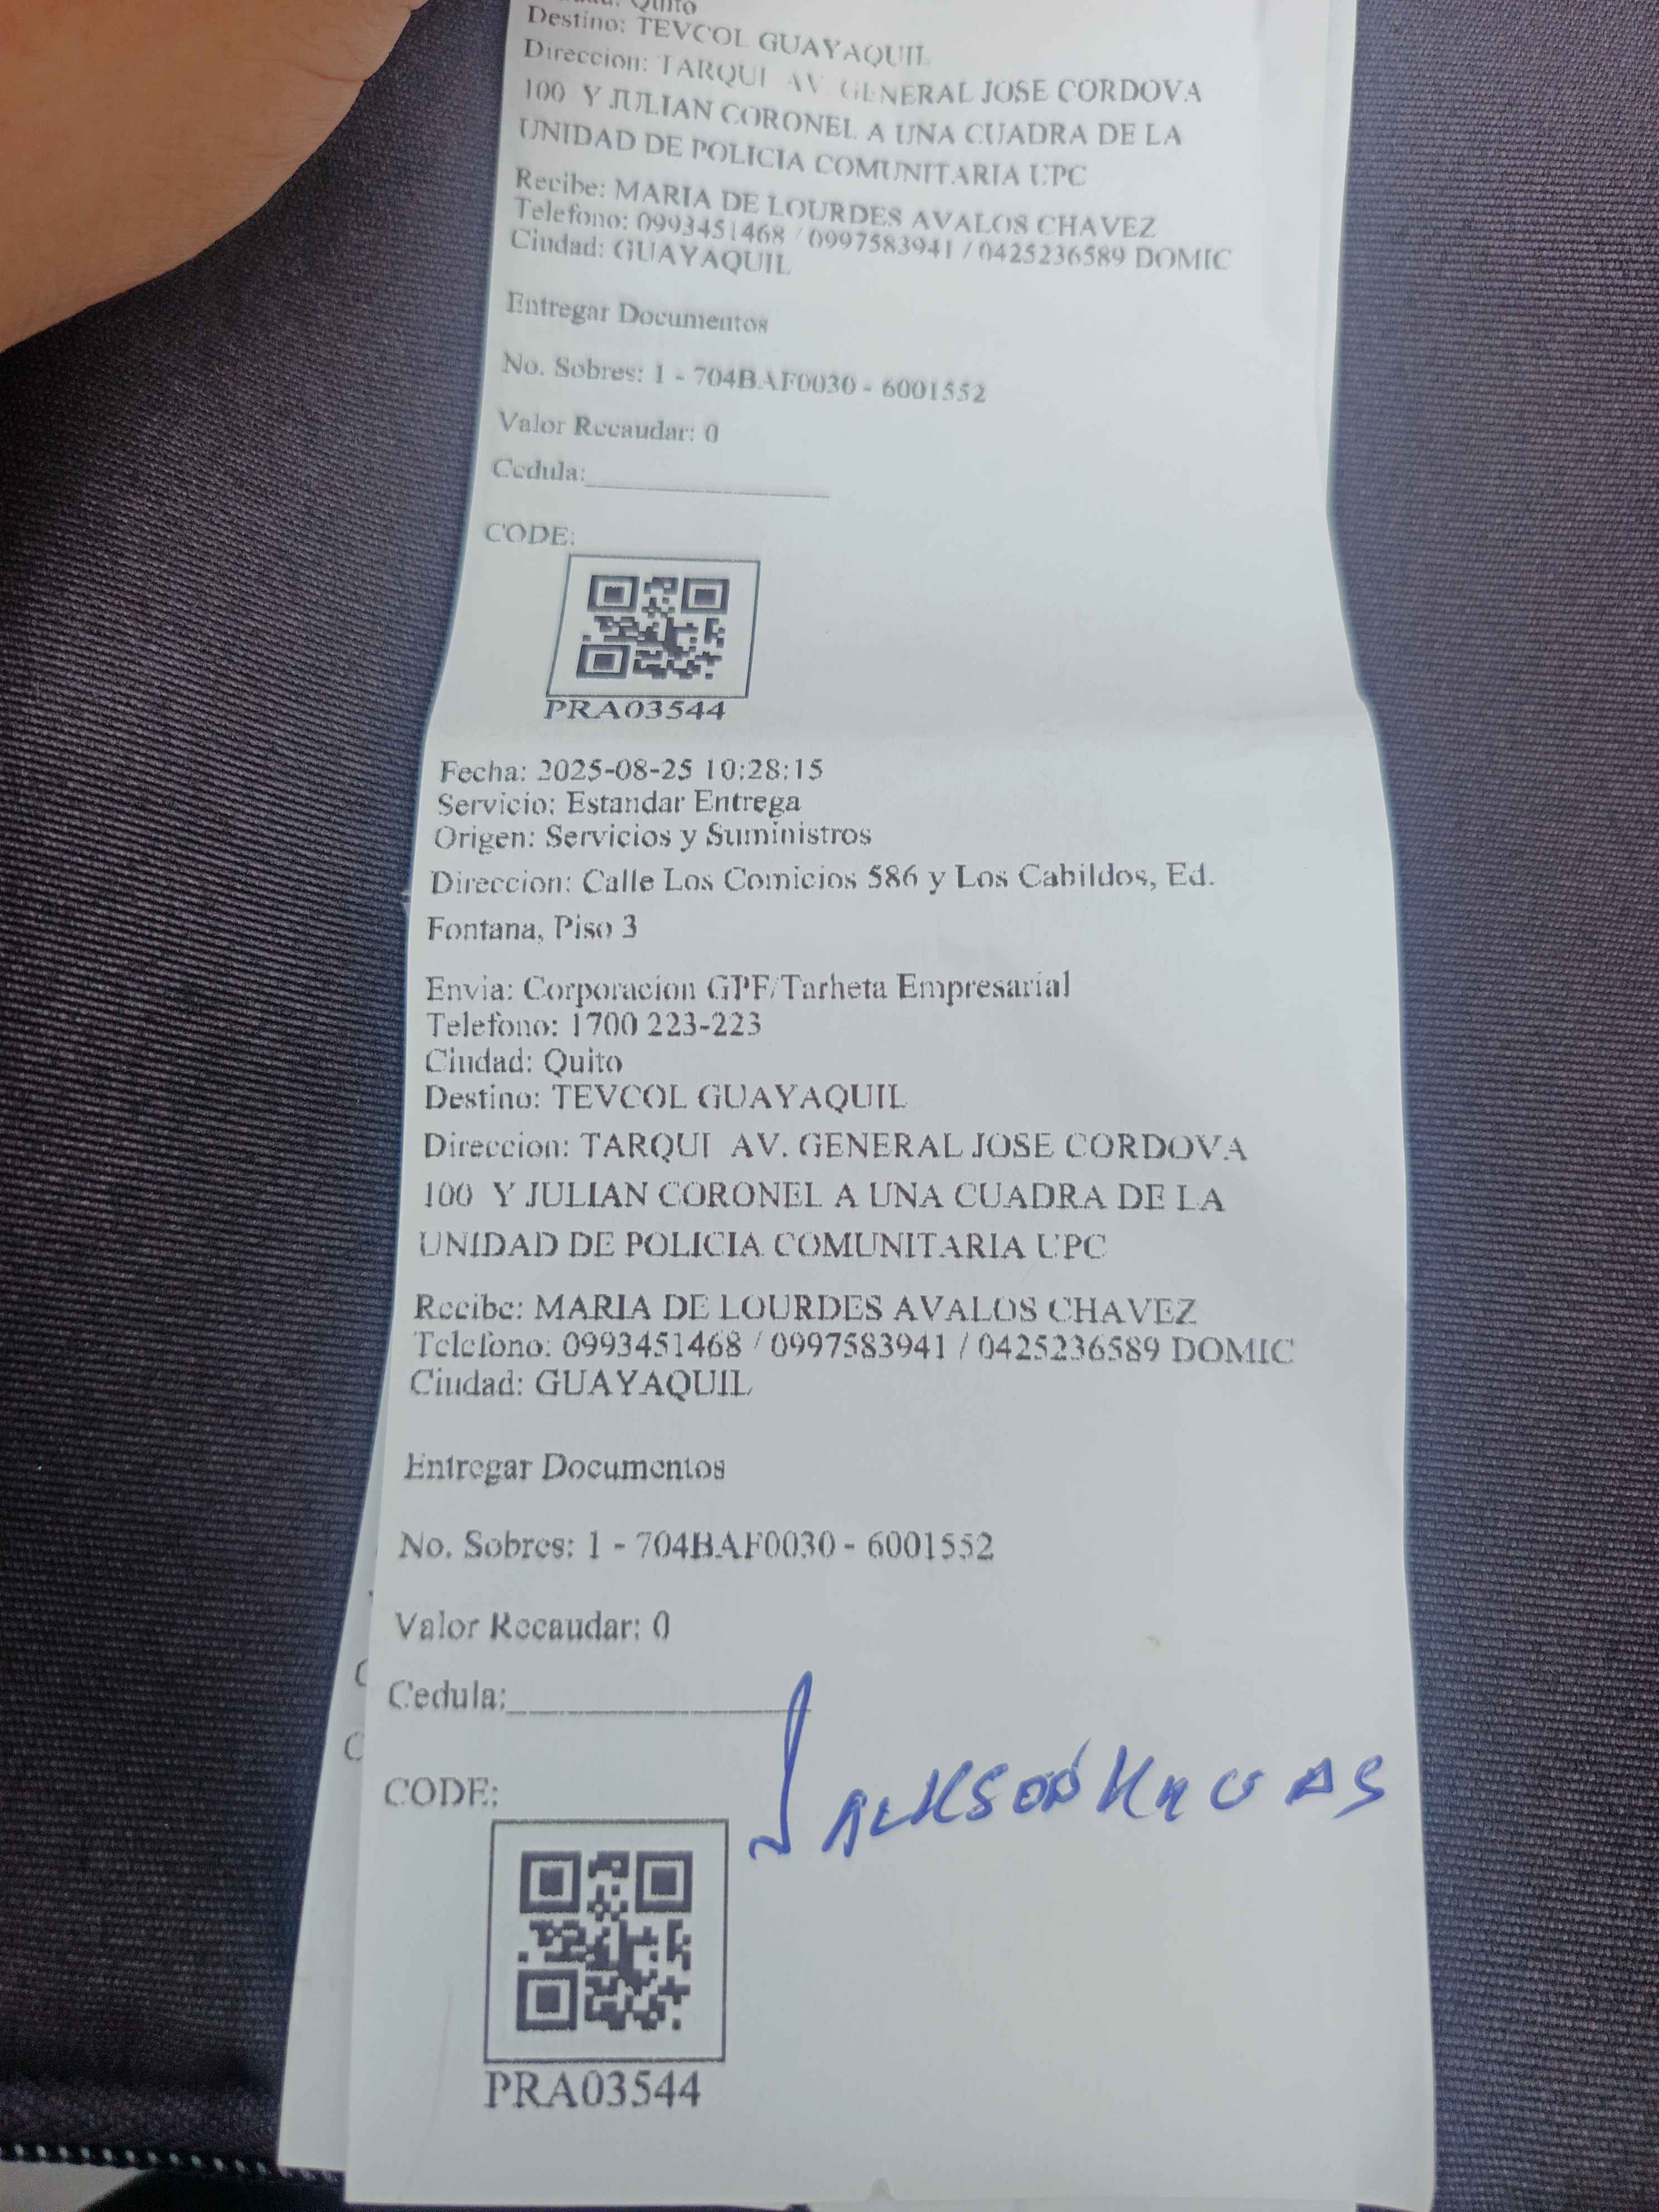 Quito
Destino: TEVCOL GUAYAQUIL
Direccion: TARQUI AV. GENERAL JOSE CORDOVA
100 Y JULIAN CORONEL A UNA CUADRA DE LA
UNIDAD DE POLICIA COMUNITARIA UPC
Recibe: MARIA DE LOURDES AVALOS CHAVEZ
Telefono: 0993451468 / 0997583941 / 0425236589 DOMIC
Ciudad: GUAYAQUIL
Entregar Documentos
No. Sobres: 1 - 704BAF0030 - 6001552
Valor Recaudar: 0
Cedula:
CODE:
PRA03544
Fecha: 2025-08-25 10:28:15
Servicio: Estandar Entrega
Origen: Servicios y Suministros
Direccion: Calle Los Comicios 586 y Los Cabildos, Ed.
Fontana, Piso 3
Envia: Corporacion GPF/Tarheta Empresarial
Telefono: 1700 223-223
Ciudad: Quito
Destino: TEVCOL GUAYAQUIL
Direccion: TARQUI AV. GENERAL JOSE CORDOVA
100 Y JULIAN CORONEL A UNA CUADRA DE LA
UNIDAD DE POLICIA COMUNITARIA UPC
Recibe: MARIA DE LOURDES AVALOS CHAVEZ
Telefono: 0993451468 / 0997583941 / 0425236589 DOMIC
Ciudad: GUAYAQUIL
Entregar Documentos
No. Sobres: 1 - 704BAF0030 - 6001552
Valor Recaudar: 0
Cedula:
JACKSON
CODE:
PRA03544